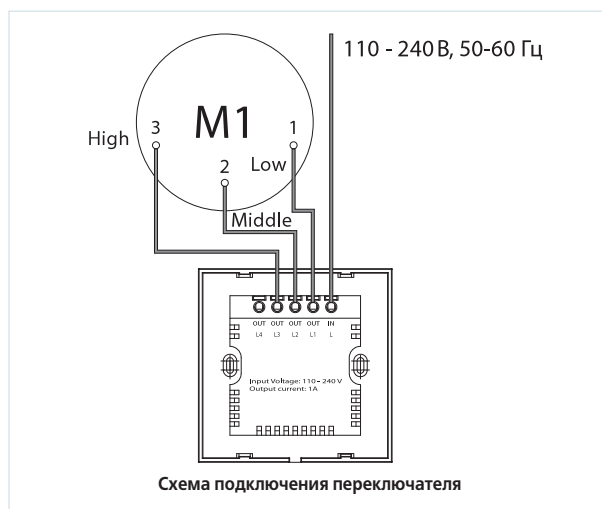 110 - 240 В, 50-60 Гц
M1
High 3
1
2
Low
Middle
OUT OUT OUT OUT IN
L4 L3 L2 L1 L
Input Voltage: 110 – 240 V
Output current: 1A
Схема подключения переключателя